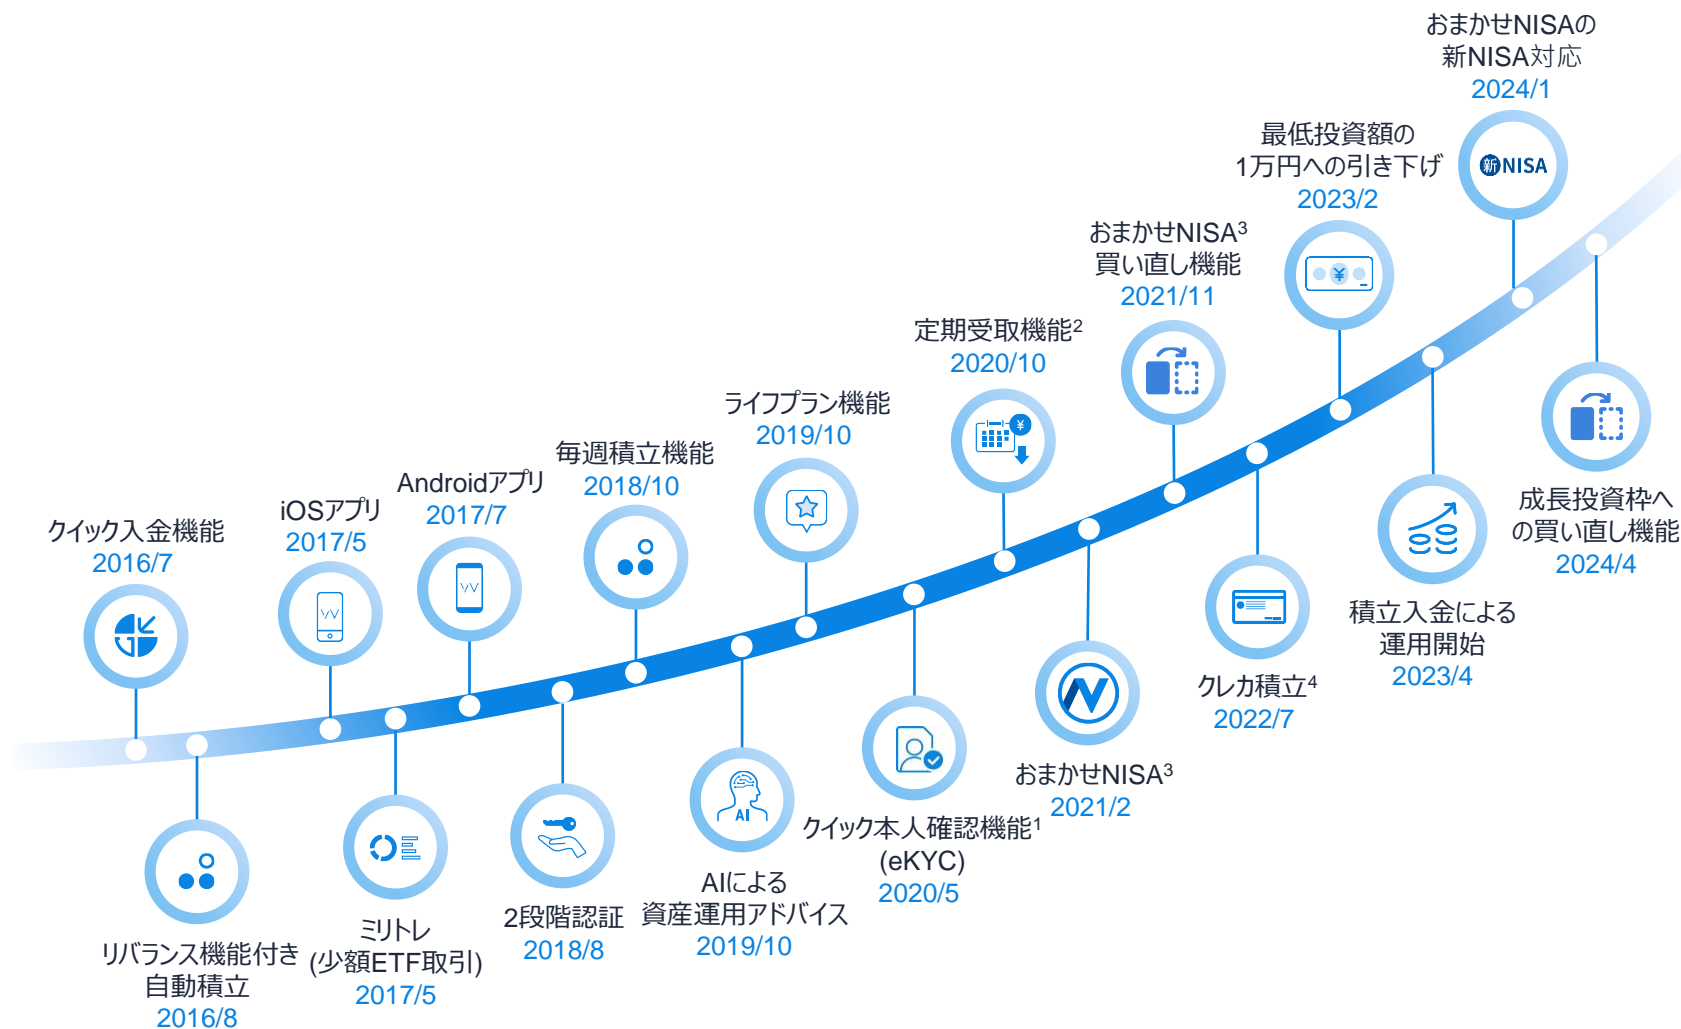 クイック入金機能
2016/7
リバランス機能付き
自動積立
2016/8
iOSアプリ
2017/5
ミリトレ
(少額ETF取引)
2017/5
Androidアプリ
2017/7
2段階認証
2018/8
毎週積立機能
2018/10
AI
AIによる
資産運用アドバイス
2019/10
ライフプラン機能
2019/10
クイック本人確認機能1
(eKYC)
2020/5
定期受取機能2
2020/10
¥
おまかせNISA3
2021/2
おまかせNISA3
買い直し機能
2021/11
クレカ積立4
2022/7
最低投資額の
1万円への引き下げ
2023/2
¥
積立入金による
運用開始
2023/4
おまかせNISAの
新NISA対応
2024/1
新NISA
成長投資枠へ
の買い直し機能
2024/4